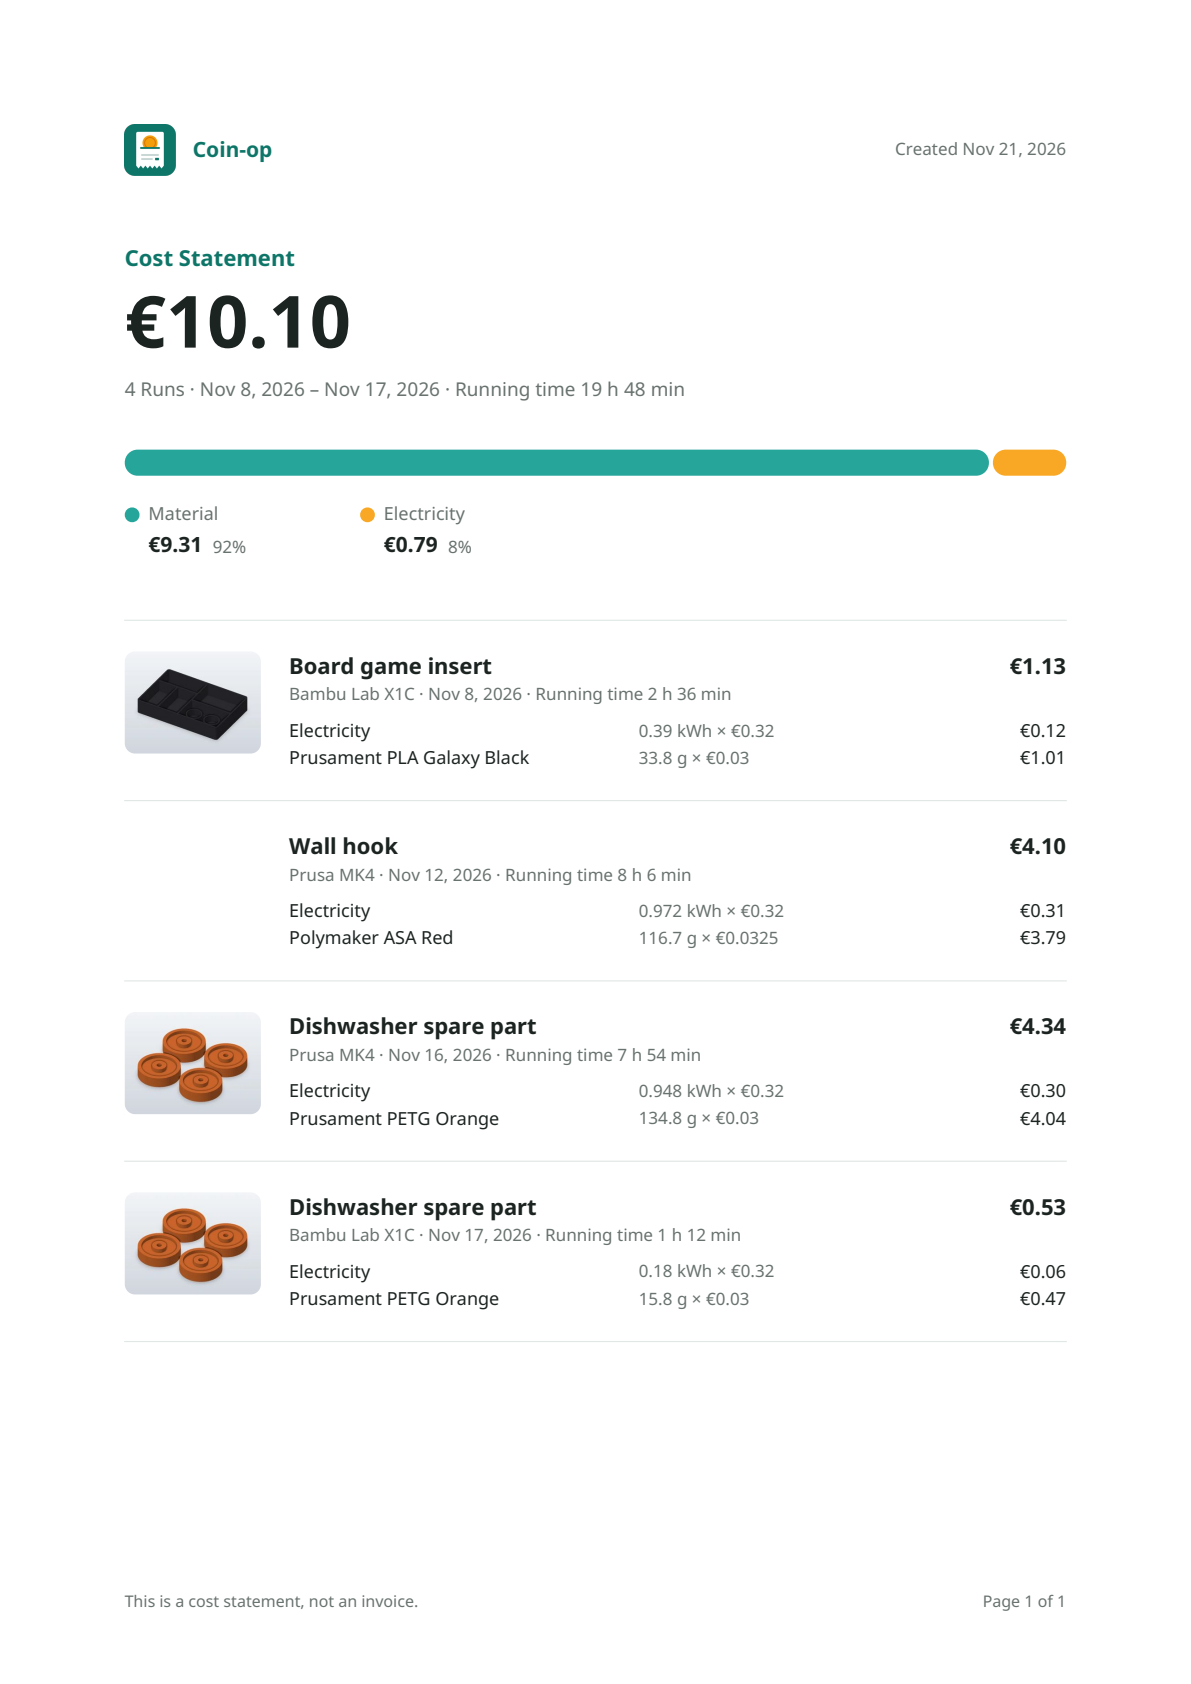 Coin-op
Created Nov 21, 2026
Cost Statement
€10.10
4 Runs · Nov 8, 2026 – Nov 17, 2026 · Running time 19 h 48 min
Material
€9.31 92%
Electricity
€0.79 8%
Board game insert €1.13
Bambu Lab X1C · Nov 8, 2026 · Running time 2 h 36 min
Electricity 0.39 kWh × €0.32 €0.12
Prusament PLA Galaxy Black 33.8 g × €0.03 €1.01
Wall hook €4.10
Prusa MK4 · Nov 12, 2026 · Running time 8 h 6 min
Electricity 0.972 kWh × €0.32 €0.31
Polymaker ASA Red 116.7 g × €0.0325 €3.79
Dishwasher spare part €4.34
Prusa MK4 · Nov 16, 2026 · Running time 7 h 54 min
Electricity 0.948 kWh × €0.32 €0.30
Prusament PETG Orange 134.8 g × €0.03 €4.04
Dishwasher spare part €0.53
Bambu Lab X1C · Nov 17, 2026 · Running time 1 h 12 min
Electricity 0.18 kWh × €0.32 €0.06
Prusament PETG Orange 15.8 g × €0.03 €0.47
This is a cost statement, not an invoice.
Page 1 of 1